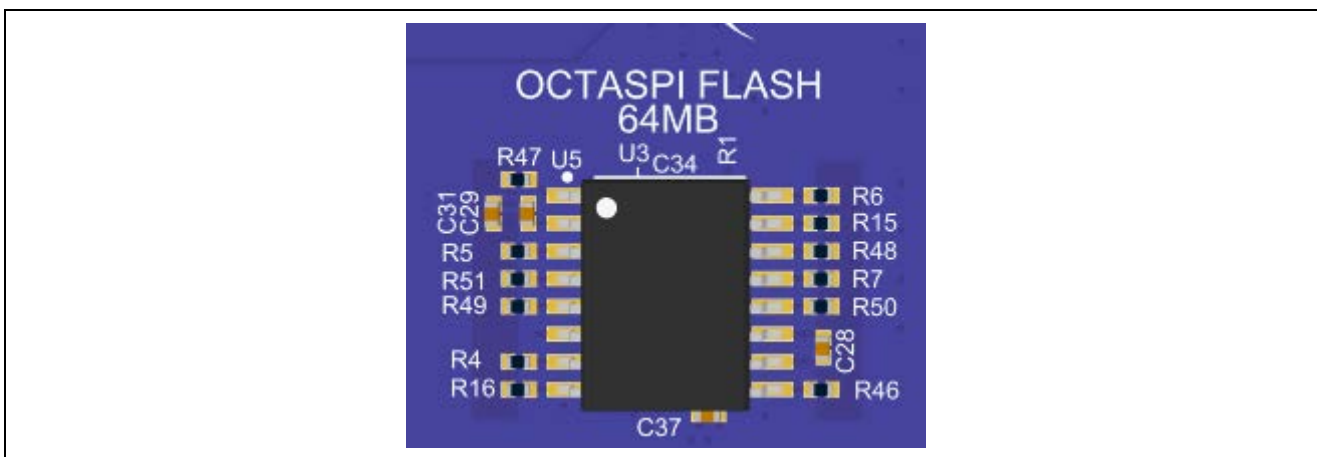 OCTASPI FLASH
64MB
R47 U5 U3 C34 R1
C31 C29
R6
R15
R5 R48
R51 R7
R49 R50
C28
R4
R16 R46
C37